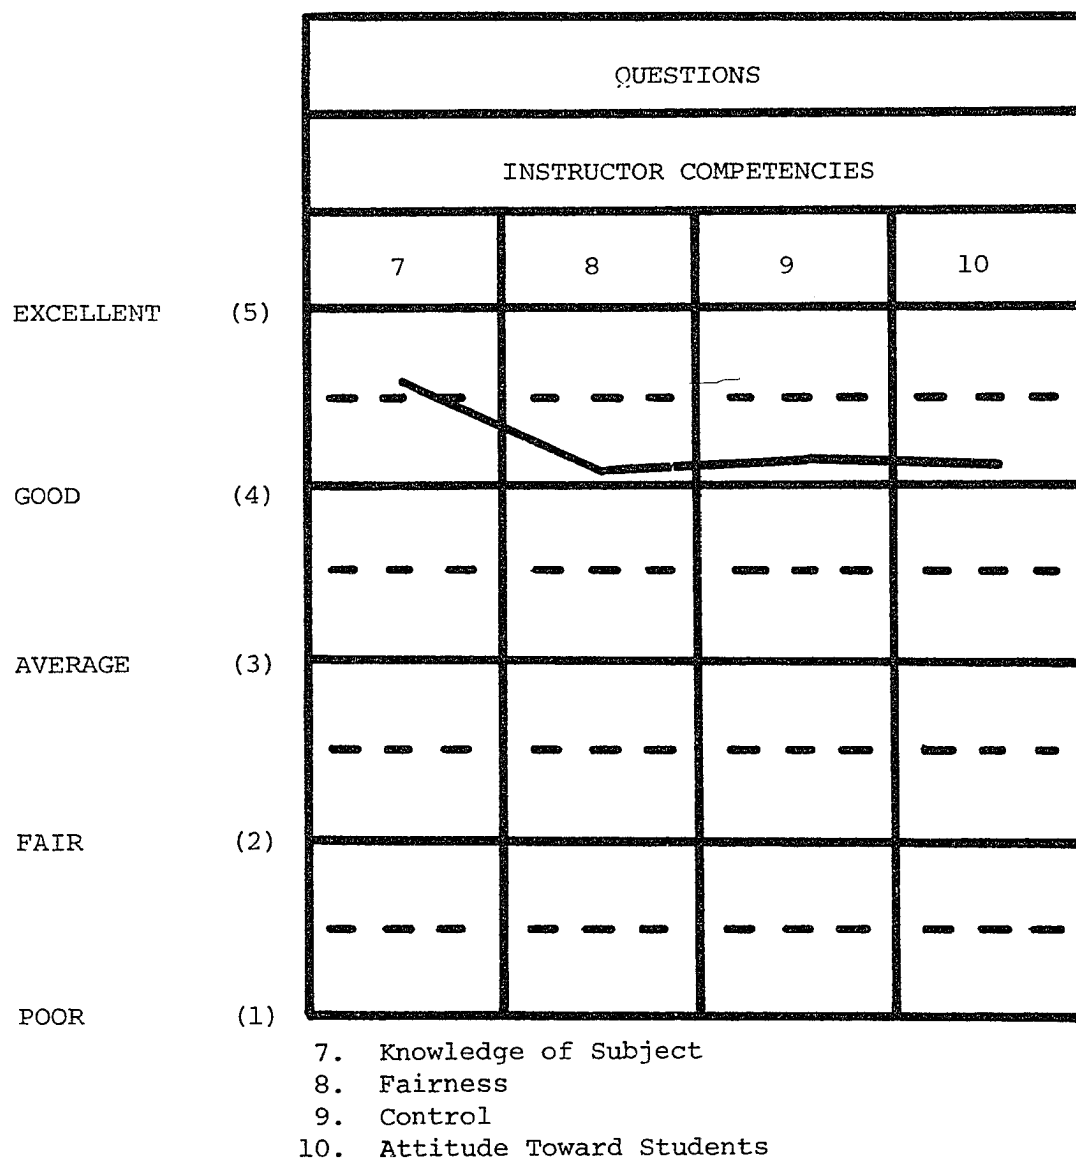 QUESTIONS
INSTRUCTOR COMPETENCIES
7 8 9 10
EXCELLENT (5)
GOOD (4)
AVERAGE (3)
FAIR (2)
POOR (1)
7. Knowledge of Subject
8. Fairness
9. Control
10. Attitude Toward Students